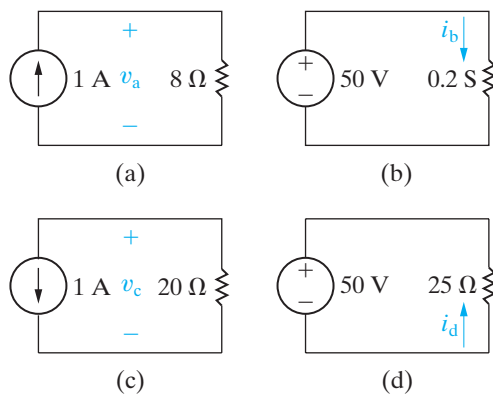 +
1 A v_a 8 Ω
−
(a)
i_b
+
−
50 V 0.2 S
(b)
+
1 A v_c 20 Ω
−
(c)
+
−
50 V 25 Ω
i_d
(d)